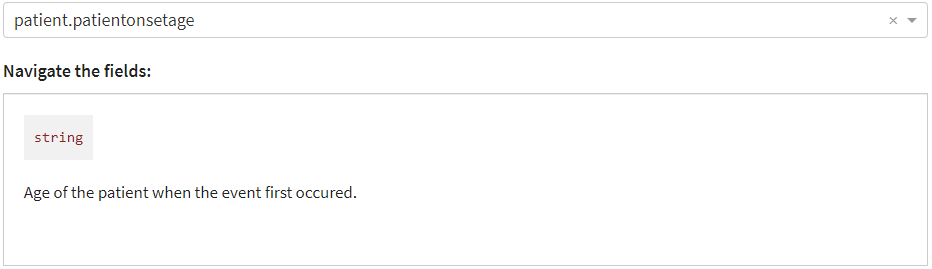 patient.patientonsetage
Navigate the fields:
string
Age of the patient when the event first occured.